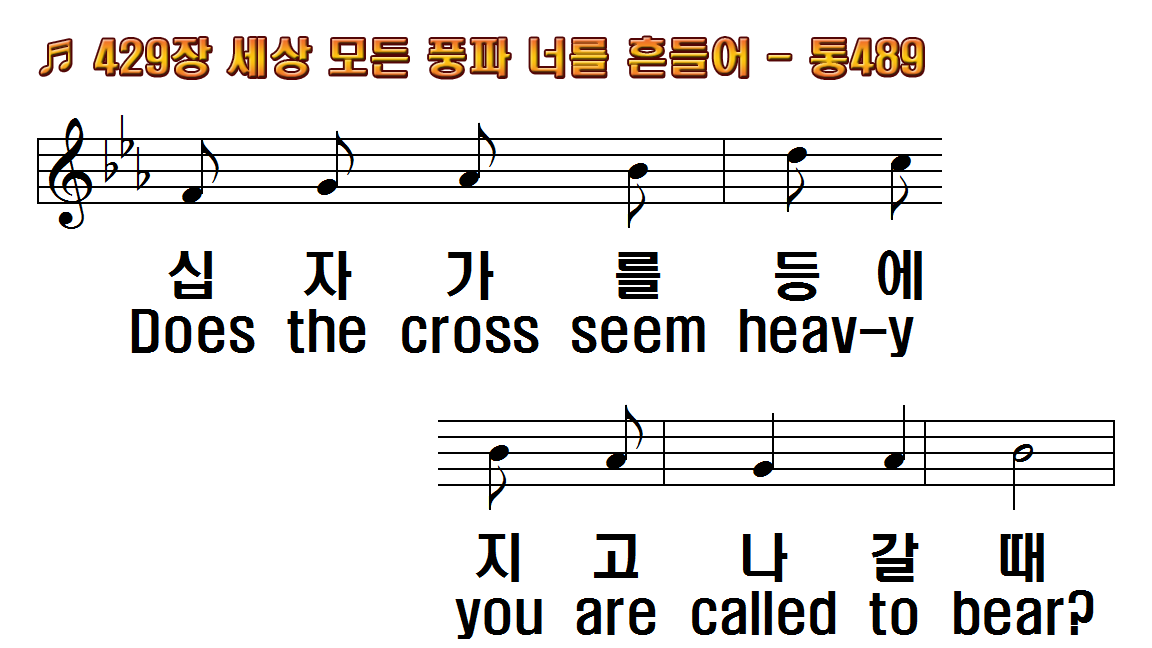 ♬ 429장 세상 모든 풍파 너를 흔들어 - 통489
십 자 가 를 등 에
Does the cross seem heav-y
지 고 나 갈 때
you are called to bear?